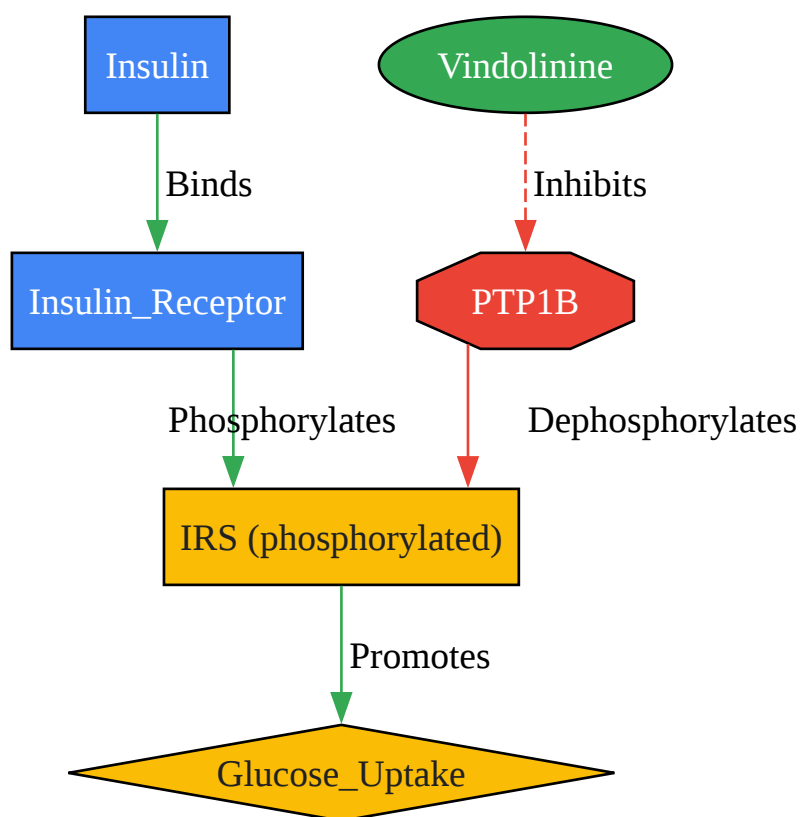 Insulin
Vindolinine
Binds
Inhibits
Insulin_Receptor
PTP1B
Phosphorylates
Dephosphorylates
IRS (phosphorylated)
Promotes
Glucose_Uptake